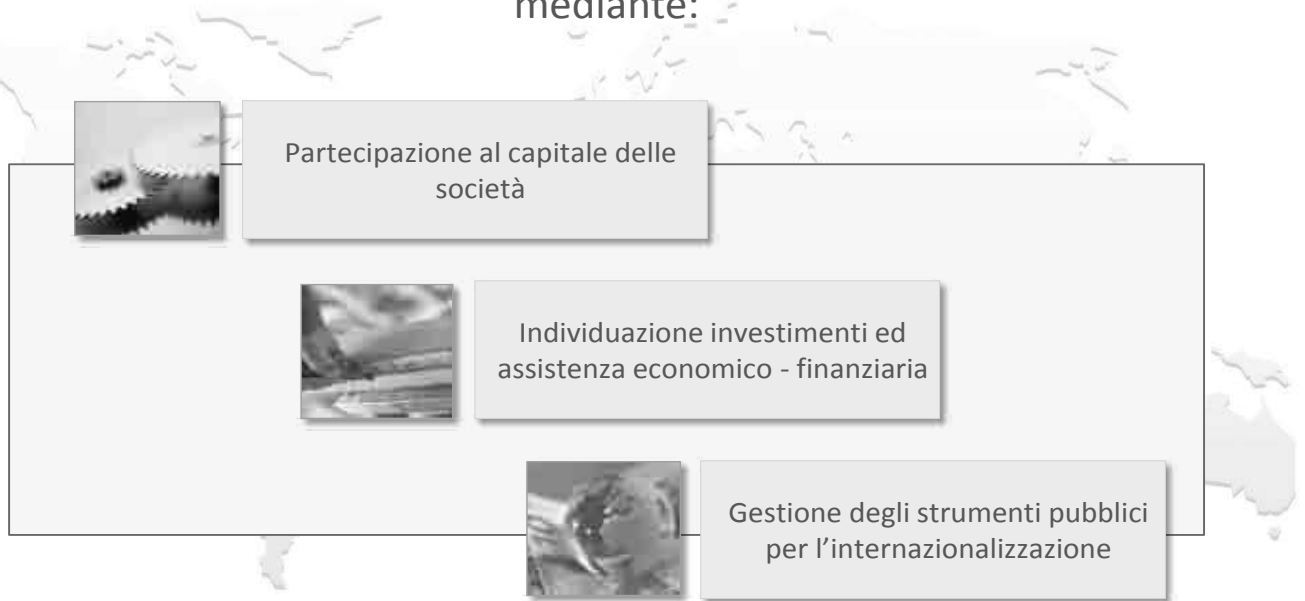 mediante:
Partecipazione al capitale delle
società
Individuazione investimenti ed
assistenza economico - finanziaria
Gestione degli strumenti pubblici
per l’internazionalizzazione